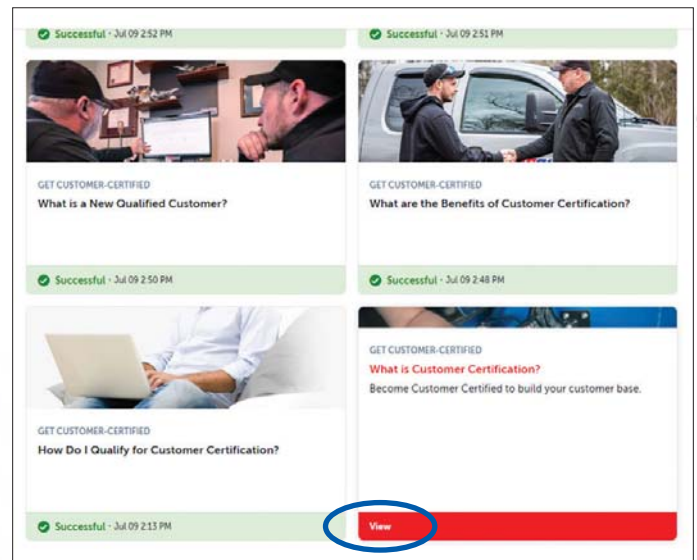 Successful · Jul 09 2:52 PM
Successful · Jul 09 2:51 PM
GET CUSTOMER-CERTIFIED
What is a New Qualified Customer?
Successful · Jul 09 2:50 PM
GET CUSTOMER-CERTIFIED
What are the Benefits of Customer Certification?
Successful · Jul 09 2:48 PM
GET CUSTOMER-CERTIFIED
How Do I Qualify for Customer Certification?
Successful · Jul 09 2:13 PM
GET CUSTOMER-CERTIFIED
What is Customer Certification?
Become Customer Certified to build your customer base.
View